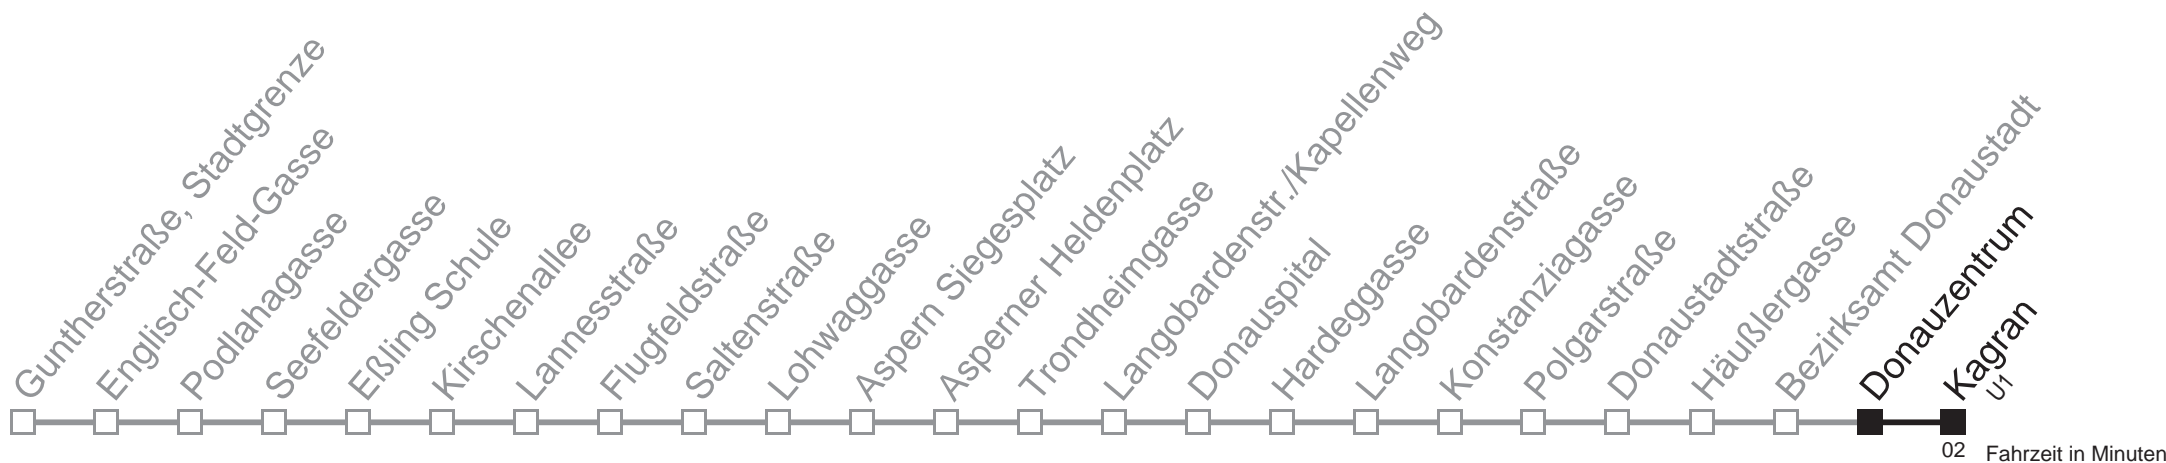 Guntherstraße, Stadtgrenze
Englisch-Feld-Gasse
Podlahagasse
Seefeldergasse
Eßling Schule
Kirschenallee
Lannesstraße
Flugfeldstraße
Saltenstraße
Lohwaggasse
Aspern Siegesplatz
Asperner Heldenplatz
Trondheimgasse
Langobardenstr./Kapellenweg
Donauspital
Hardeggasse
Langobardenstraße
Konstanziagasse
Polgarstraße
Donaustadtstraße
Häußlergasse
Bezirksamt Donaustadt
Donauzentrum
Kagran
U1
02 Fahrzeit in Minuten